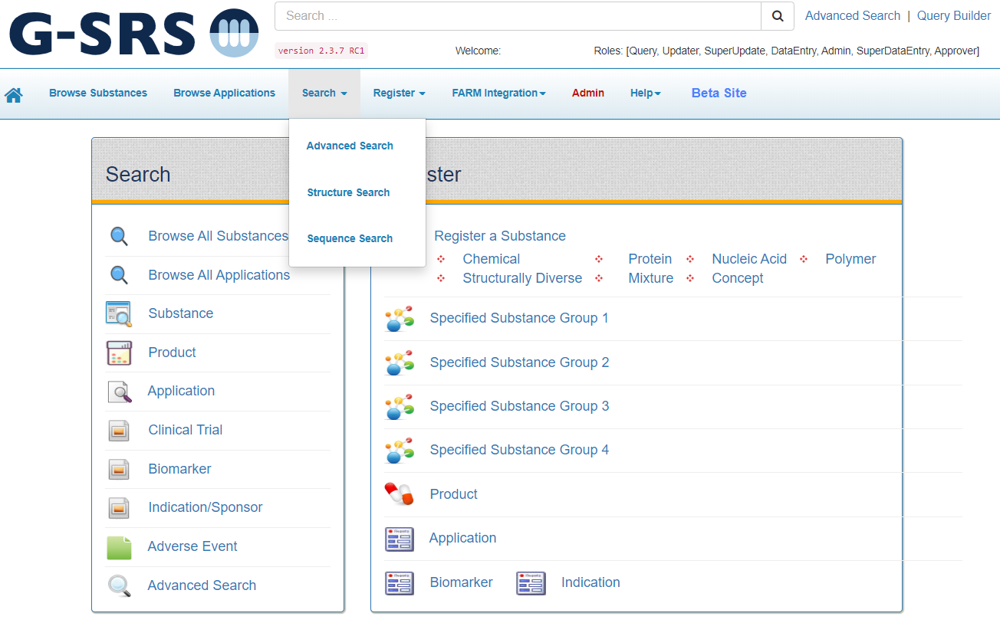 G-SRS
Search ...
Advanced Search | Query Builder
version 2.3.7 RC1
Welcome:
Roles: [Query, Updater, SuperUpdate, DataEntry, Admin, SuperDataEntry, Approver]
Browse Substances Browse Applications Search Register FARM Integration Admin Help Beta Site
Advanced Search
Structure Search
Sequence Search
Search
Browse All Substances
Browse All Applications
Substance
Product
Application
Clinical Trial
Biomarker
Indication/Sponsor
Adverse Event
Advanced Search
ster
Register a Substance
Chemical Protein Nucleic Acid Polymer
Structurally Diverse Mixture Concept
Specified Substance Group 1
Specified Substance Group 2
Specified Substance Group 3
Specified Substance Group 4
Product
Application
Biomarker Indication